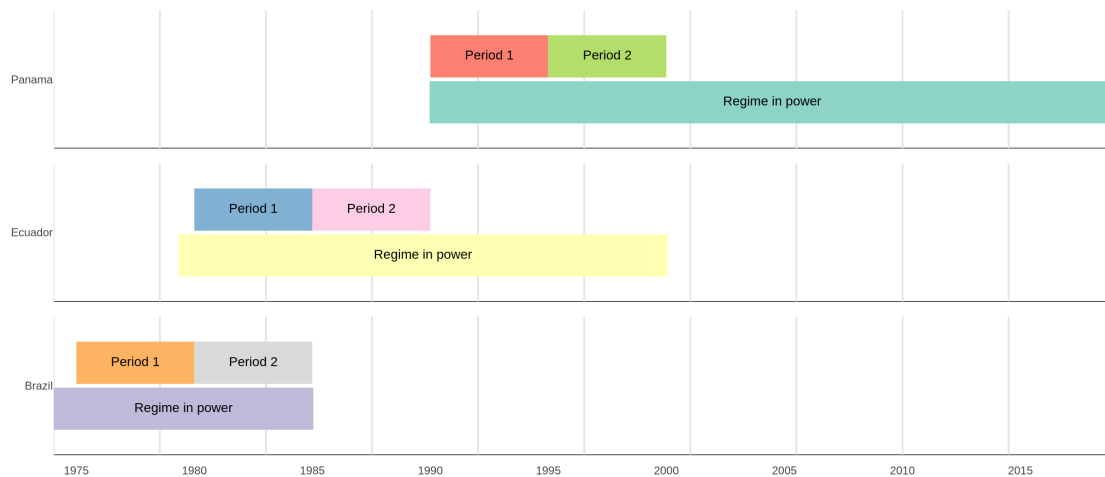 Period 1
Period 2
Panama
Regime in power
Period 1
Period 2
Ecuador
Regime in power
Period 1
Period 2
Brazil
Regime in power
1975 1980 1985 1990 1995 2000 2005 2010 2015